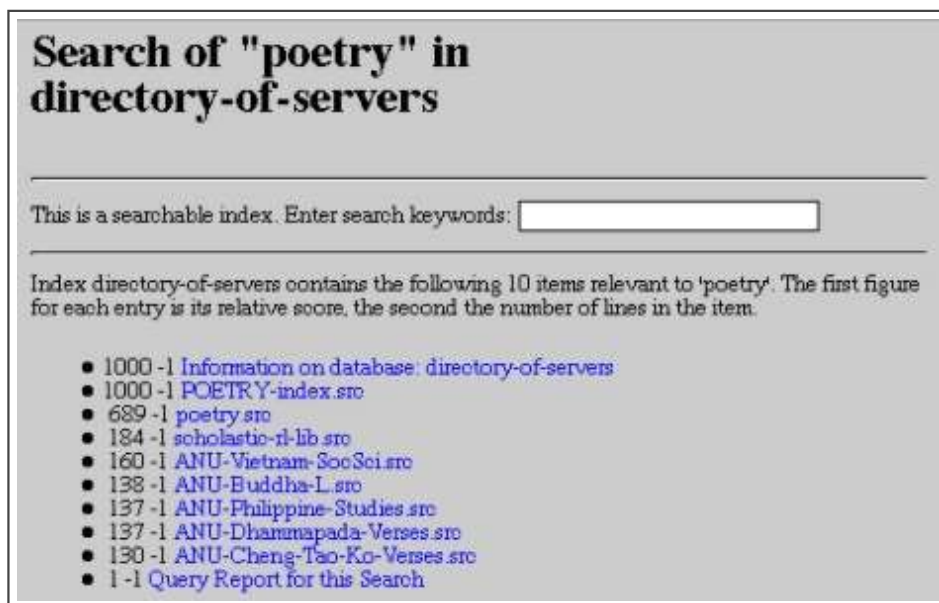 Search of "poetry" in
directory-of-servers
This is a searchable index. Enter search keywords:
Index directory-of-servers contains the following 10 items relevant to 'poetry'. The first figure
for each entry is its relative score, the second the number of lines in the item.
● 1000 -1 Information on database: directory-of-servers
● 1000 -1 POETRY-index.src
● 689 -1 poetry.src
● 184 -1 scholastic-rl-lib.src
● 160 -1 ANU-Vietnam-SocSci.src
● 138 -1 ANU-Buddha-L.src
● 137 -1 ANU-Philippine-Studies.src
● 137 -1 ANU-Dhammapada-Verses.src
● 130 -1 ANU-Cheng-Tao-Ko-Verses.src
● 1 -1 Query Report for this Search